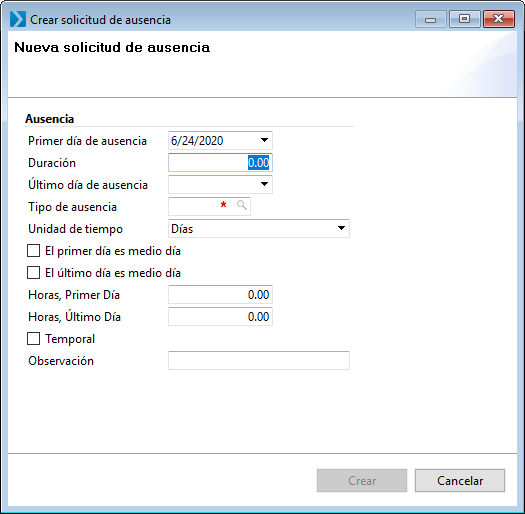 Crear solicitud de ausencia
Nueva solicitud de ausencia
Ausencia
Primer día de ausencia 6/24/2020
Duración 0.00
Último día de ausencia
Tipo de ausencia *
Unidad de tiempo Días
El primer día es medio día
El último día es medio día
Horas, Primer Día 0.00
Horas, Último Día 0.00
Temporal
Observación
Crear Cancelar